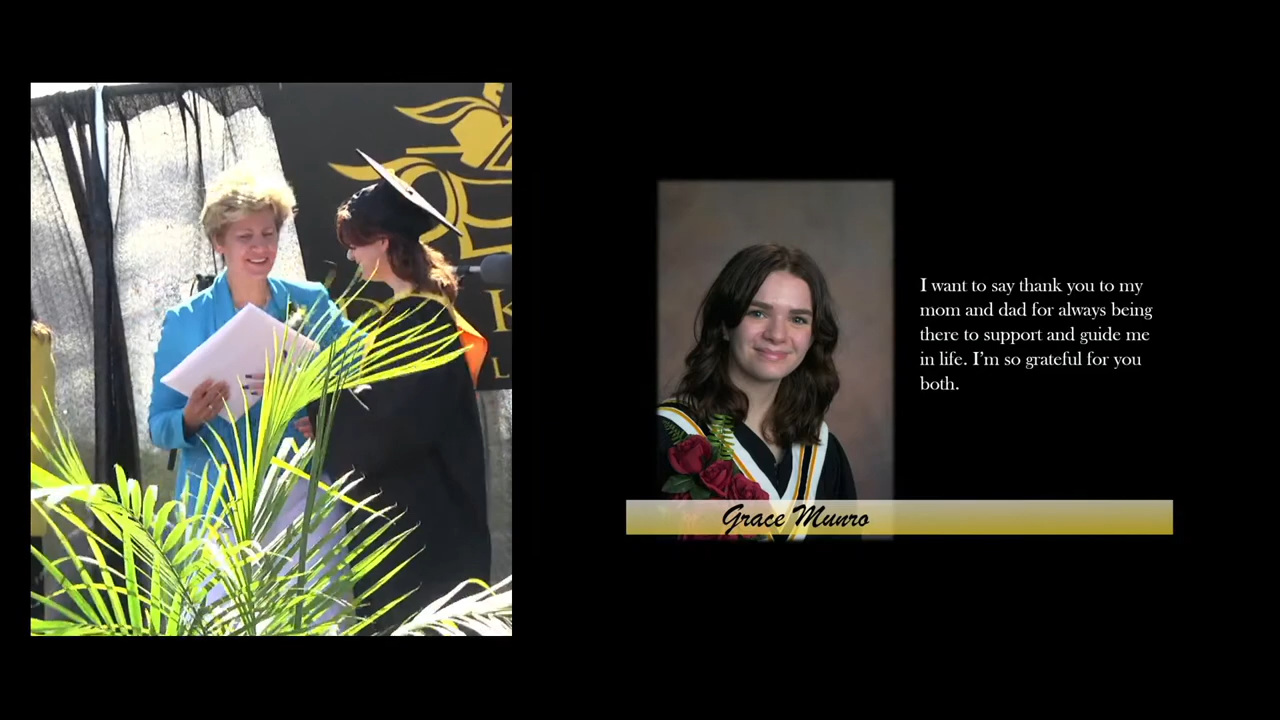 K
L
I want to say thank you to my
mom and dad for always being
there to support and guide me
in life. I'm so grateful for you
both.
Grace Munro